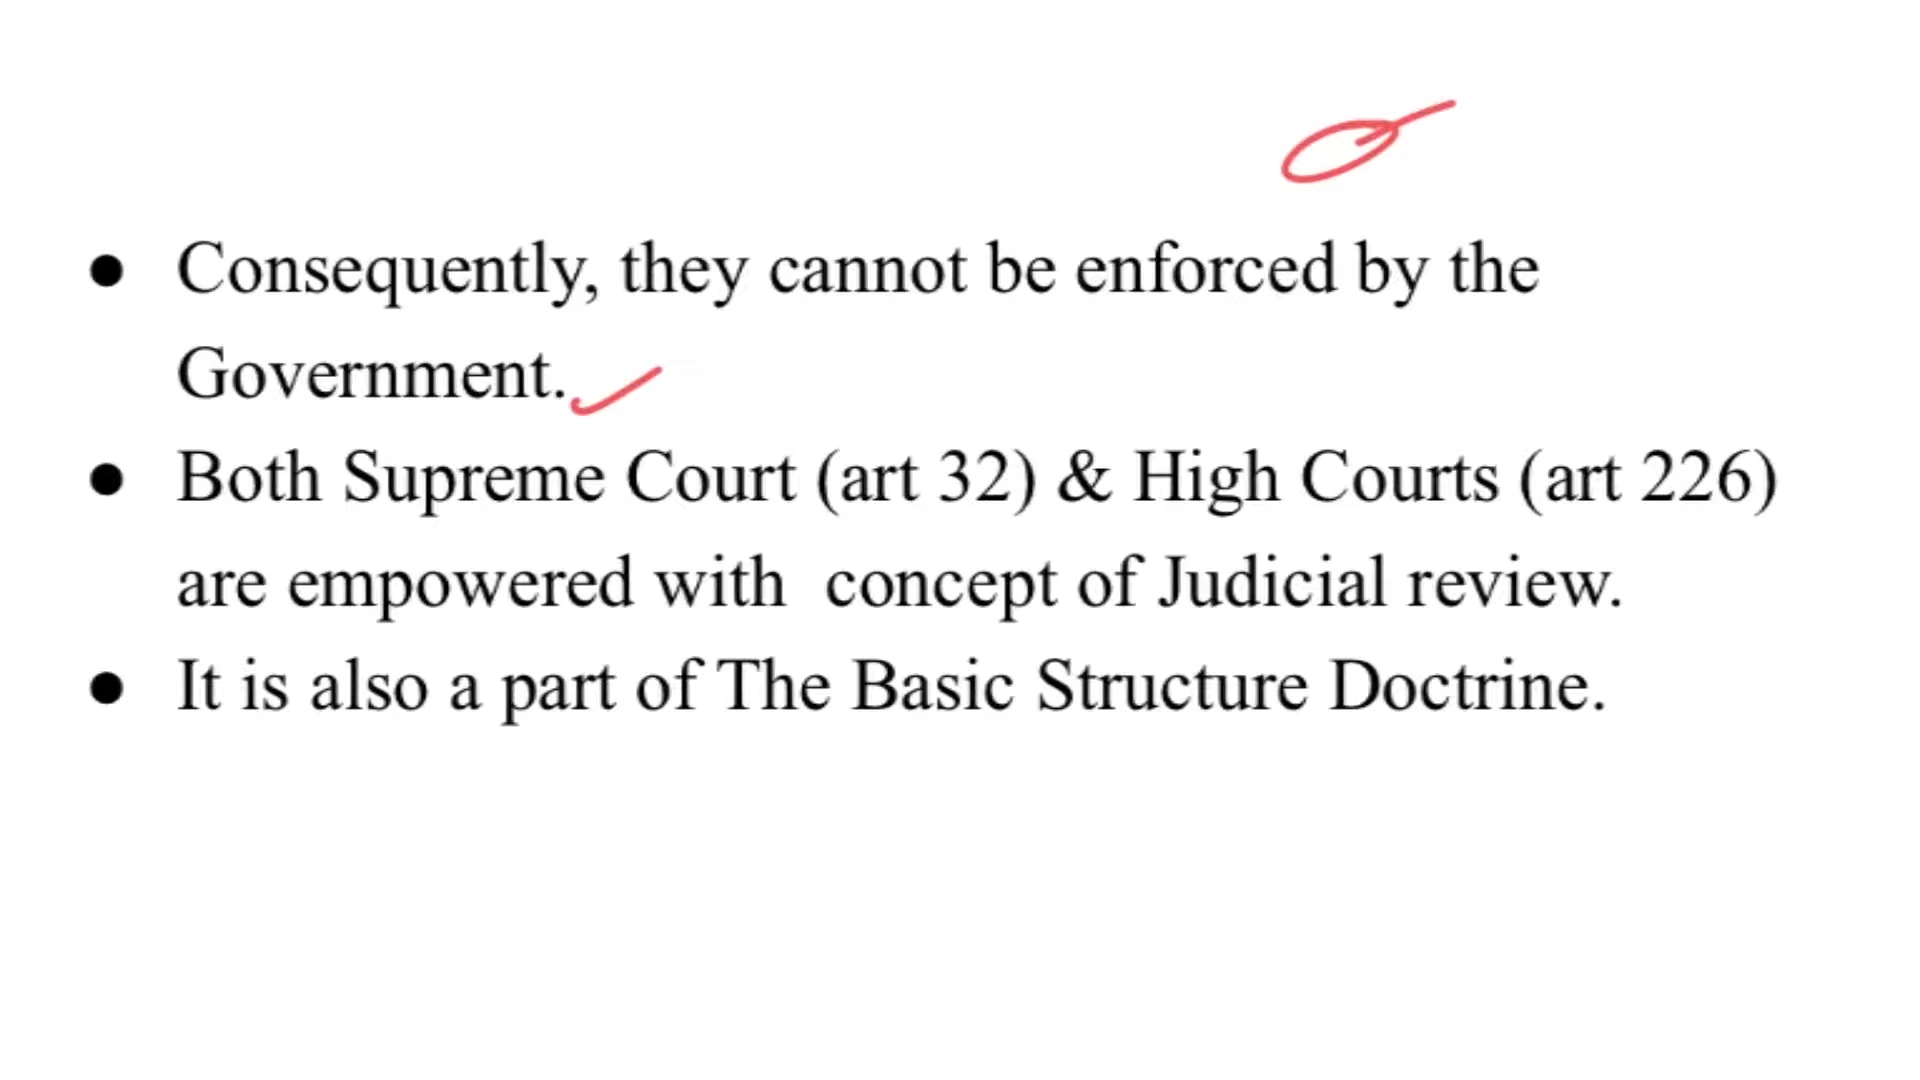 ● Consequently, they cannot be enforced by the
Government.
● Both Supreme Court (art 32) & High Courts (art 226)
are empowered with  concept of Judicial review.
● It is also a part of The Basic Structure Doctrine.